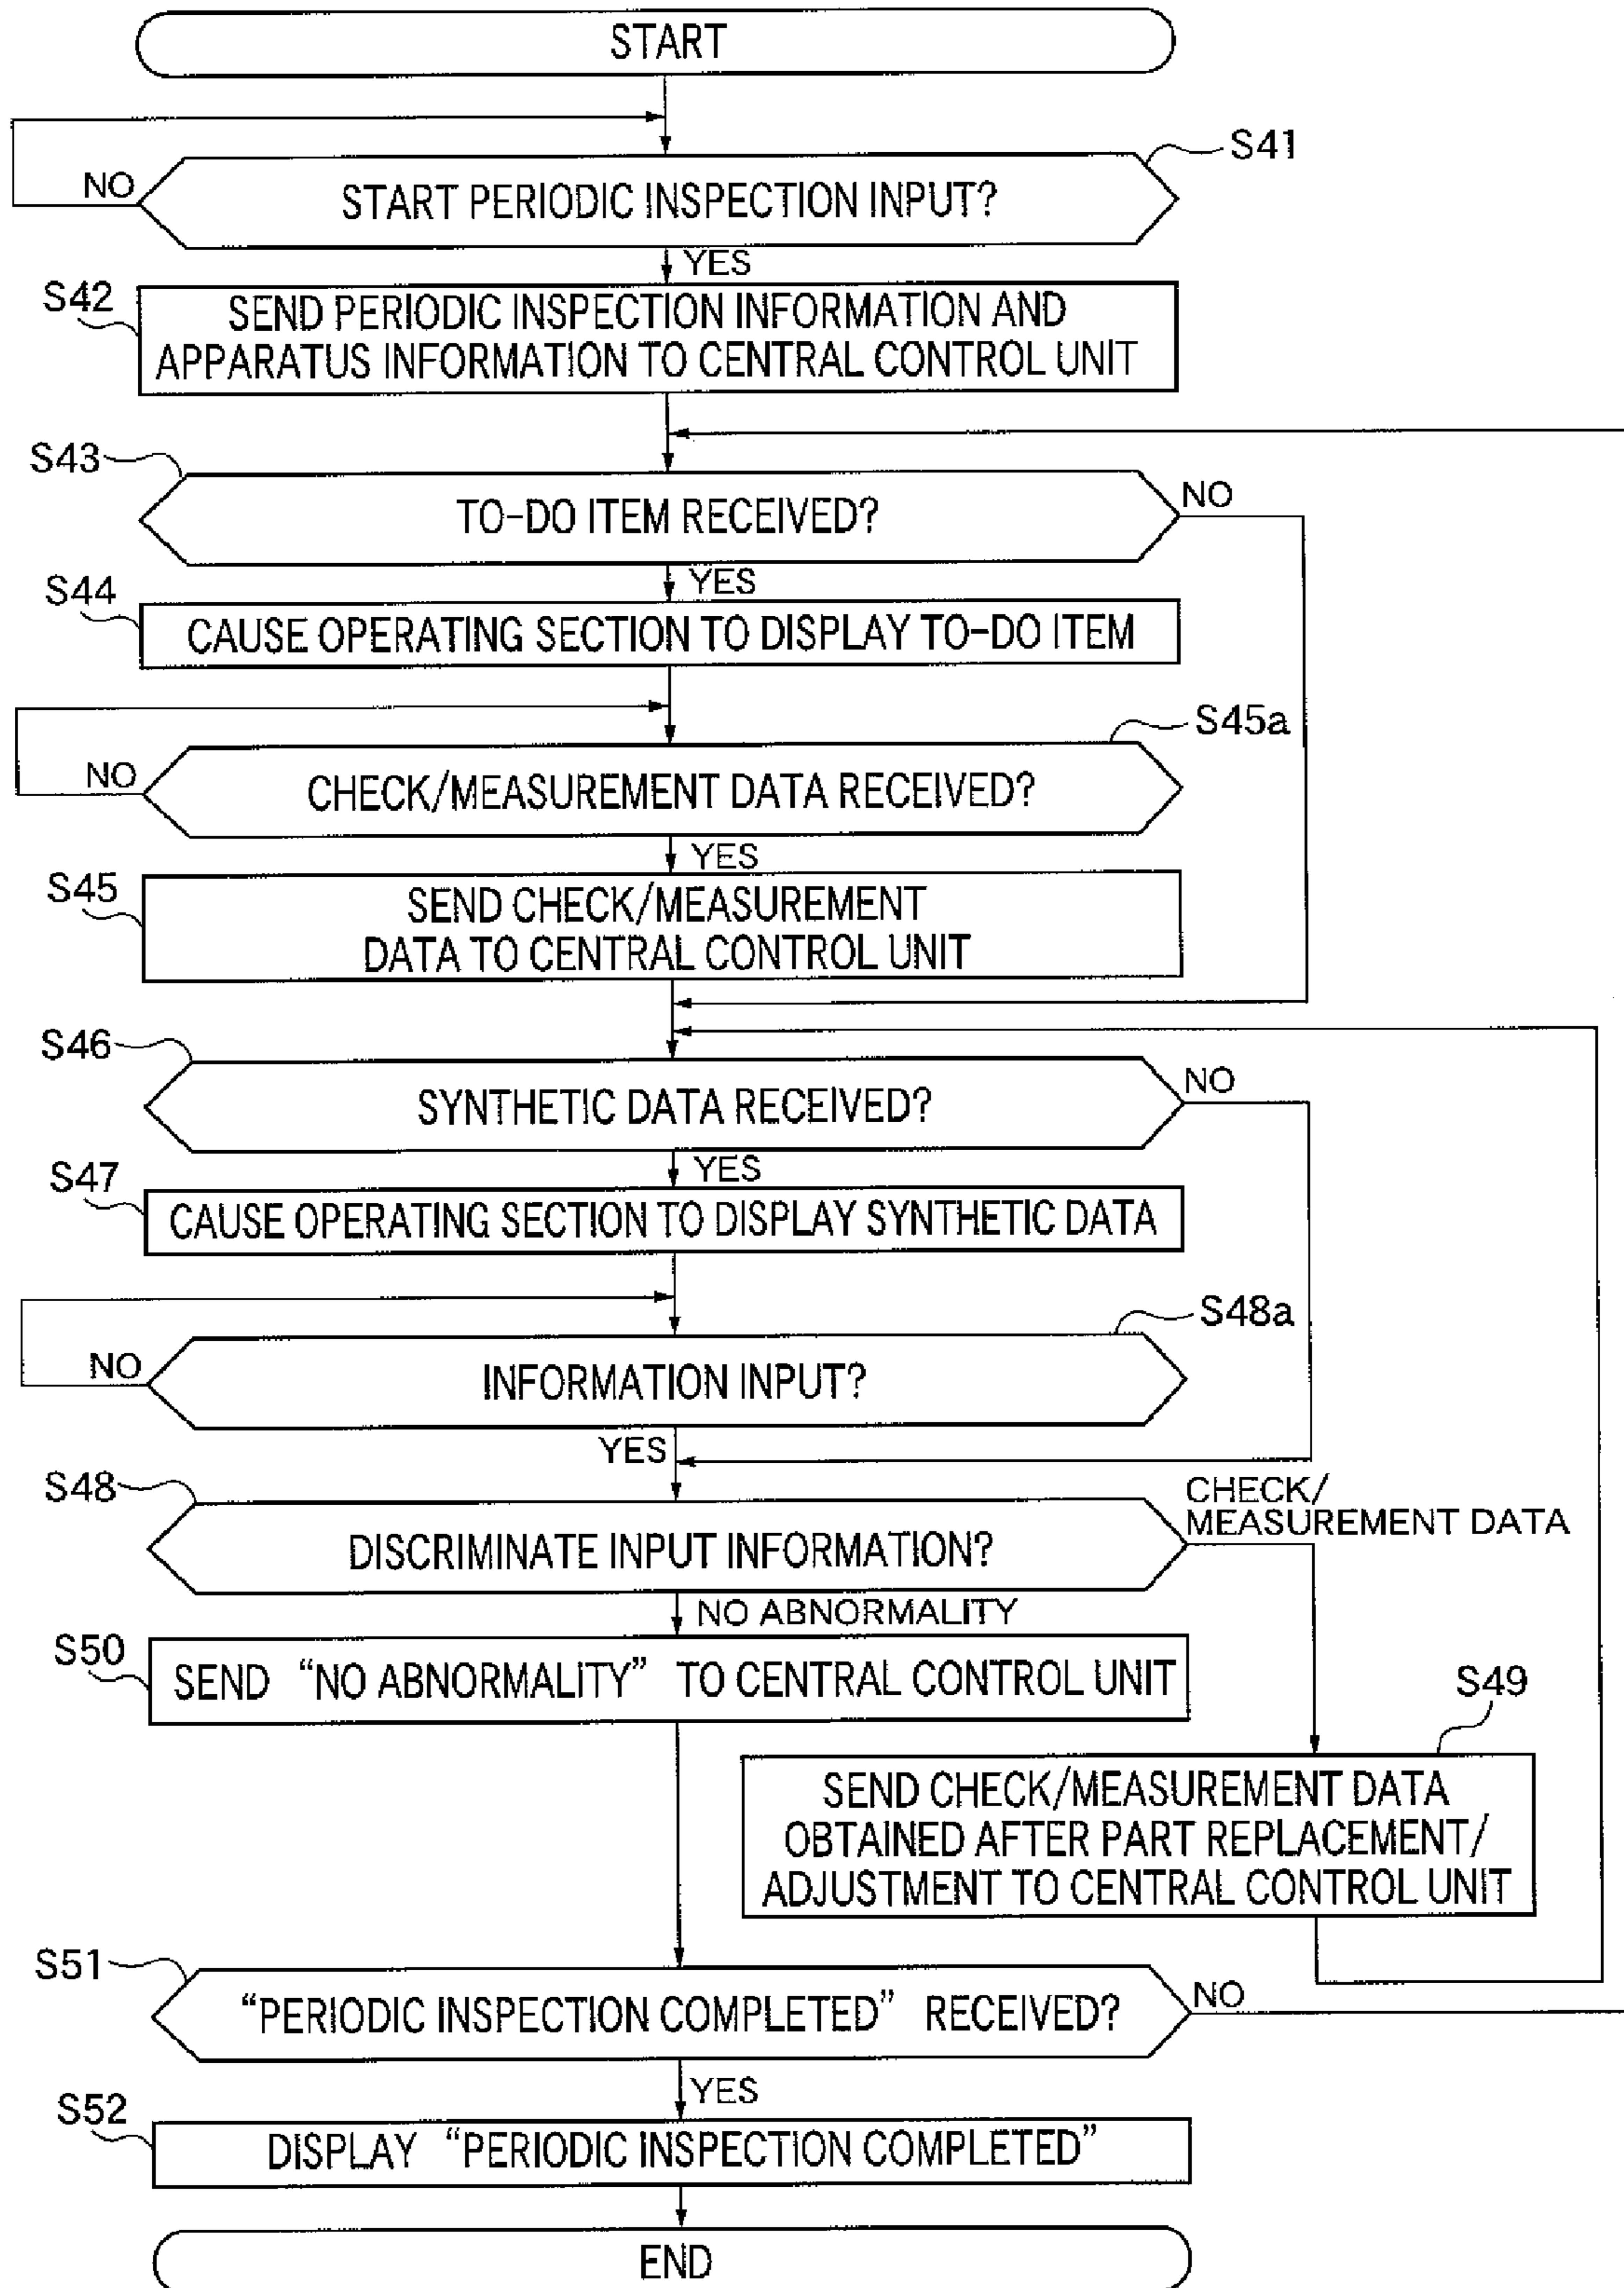 START
S41
NO
START PERIODIC INSPECTION INPUT?
YES
S42
SEND PERIODIC INSPECTION INFORMATION AND
APPARATUS INFORMATION TO CENTRAL CONTROL UNIT
S43
TO-DO ITEM RECEIVED?
NO
YES
S44
CAUSE OPERATING SECTION TO DISPLAY TO-DO ITEM
S45a
NO
CHECK/MEASUREMENT DATA RECEIVED?
YES
S45
SEND CHECK/MEASUREMENT
DATA TO CENTRAL CONTROL UNIT
S46
SYNTHETIC DATA RECEIVED?
NO
YES
S47
CAUSE OPERATING SECTION TO DISPLAY SYNTHETIC DATA
S48a
NO
INFORMATION INPUT?
YES
S48
DISCRIMINATE INPUT INFORMATION?
CHECK/
MEASUREMENT DATA
NO ABNORMALITY
S50
SEND “NO ABNORMALITY” TO CENTRAL CONTROL UNIT
S49
SEND CHECK/MEASUREMENT DATA
OBTAINED AFTER PART REPLACEMENT/
ADJUSTMENT TO CENTRAL CONTROL UNIT
S51
“PERIODIC INSPECTION COMPLETED” RECEIVED?
NO
YES
S52
DISPLAY “PERIODIC INSPECTION COMPLETED”
END